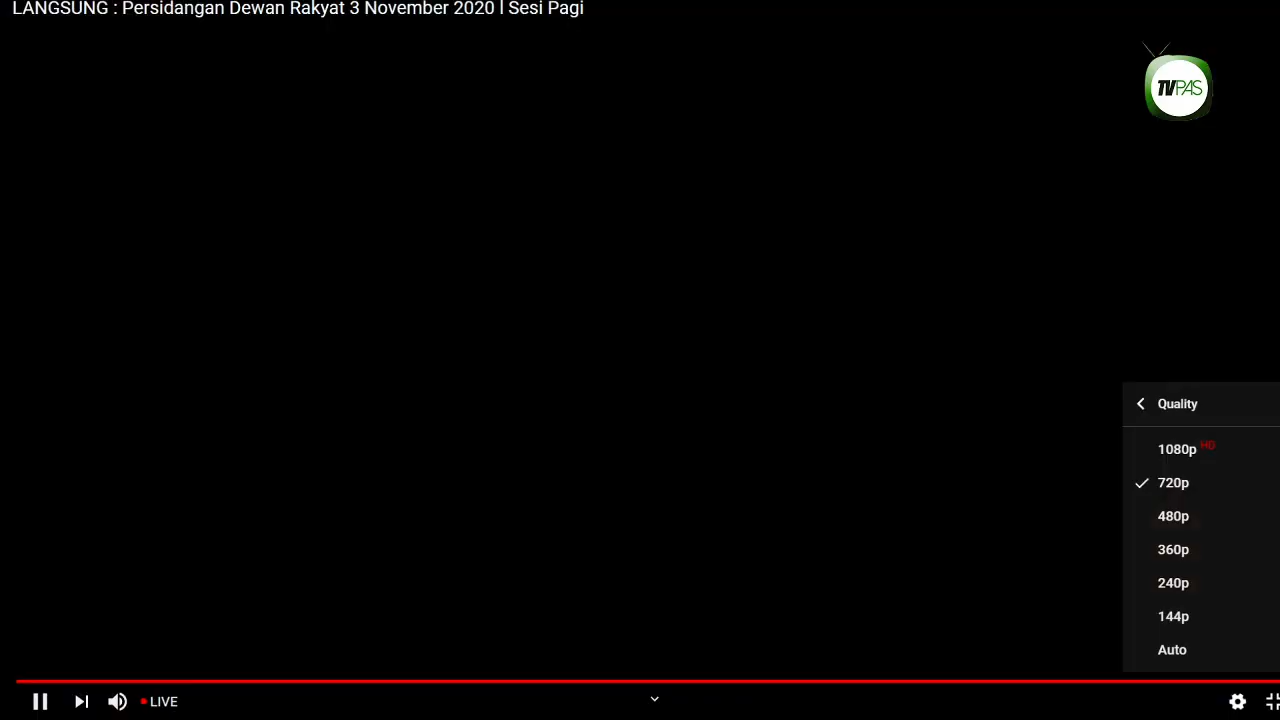 LANGSUNG : Persidangan Dewan Rakyat 3 November 2020 l Sesi Pagi
TVPAS
Quality
1080p HD
720p
480p
360p
240p
144p
Auto
LIVE